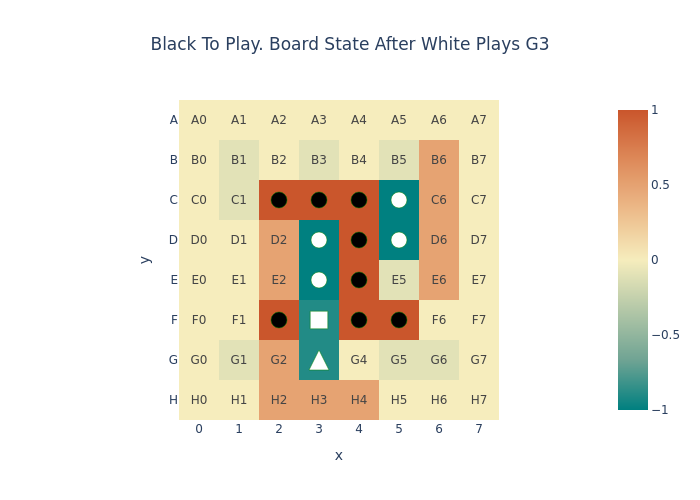 Black To Play. Board State After White Plays G3
A A0 A1 A2 A3 A4 A5 A6 A7
B B0 B1 B2 B3 B4 B5 B6 B7
C C0 C1 C6 C7
D D0 D1 D2 D6 D7
E E0 E1 E2 E5 E6 E7
F F0 F1 F6 F7
G G0 G1 G2 G4 G5 G6 G7
H H0 H1 H2 H3 H4 H5 H6 H7
0 1 2 3 4 5 6 7
x
y
1
0.5
0
−0.5
−1